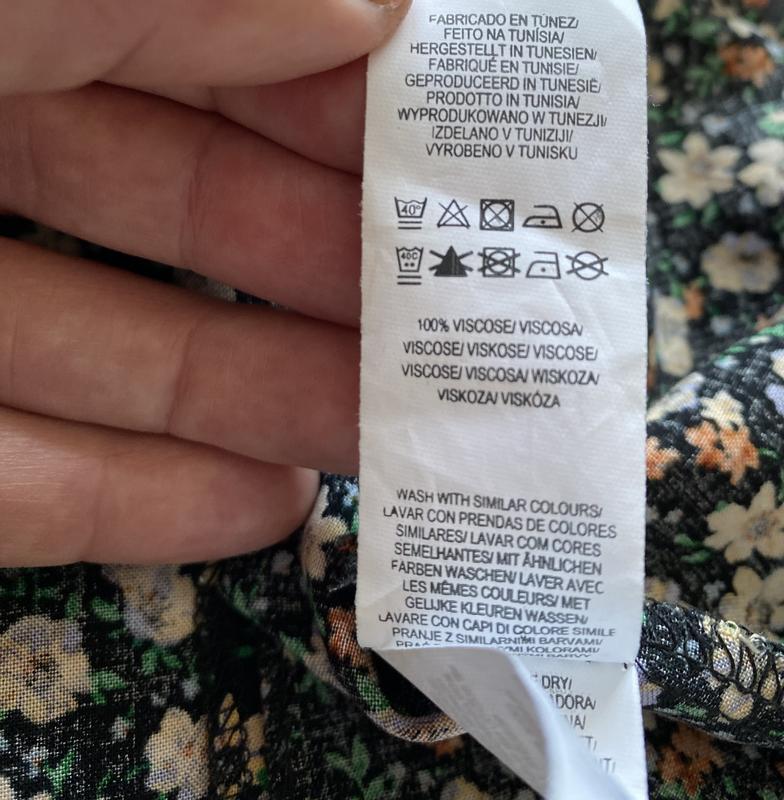 FABRICADO EN TÚNEZ/
FEITO NA TUNÍSIA/
HERGESTELLT IN TUNESIEN/
FABRIQUÉ EN TUNISIE/
GEPRODUCEERD IN TUNESIË/
PRODOTTO IN TUNISIA/
WYPRODUKOWANO W TUNEZJI/
IZDELANO V TUNIZIJI/
VYROBENO V TUNISKU
40°
40C
100% VISCOSE/ VISCOSA/
VISCOSE/ VISKOSE/ VISCOSE/
VISCOSE/ VISCOSA/ WISKOZA/
VISKOZA/ VISKÓZA
WASH WITH SIMILAR COLOURS/
LAVAR CON PRENDAS DE COLORES
SIMILARES/ LAVAR COM CORES
SEMELHANTES/ MIT ÄHNLICHEN
FARBEN WASCHEN/ LAVER AVEC
LES MÊMES COULEURS/ MET
GELIJKE KLEUREN WASSEN/
LAVARE CON CAPI DI COLORE SIMILE
PRANJE Z SIMILARNIMI BARVAMI/
KOLORAMI/
DRY/